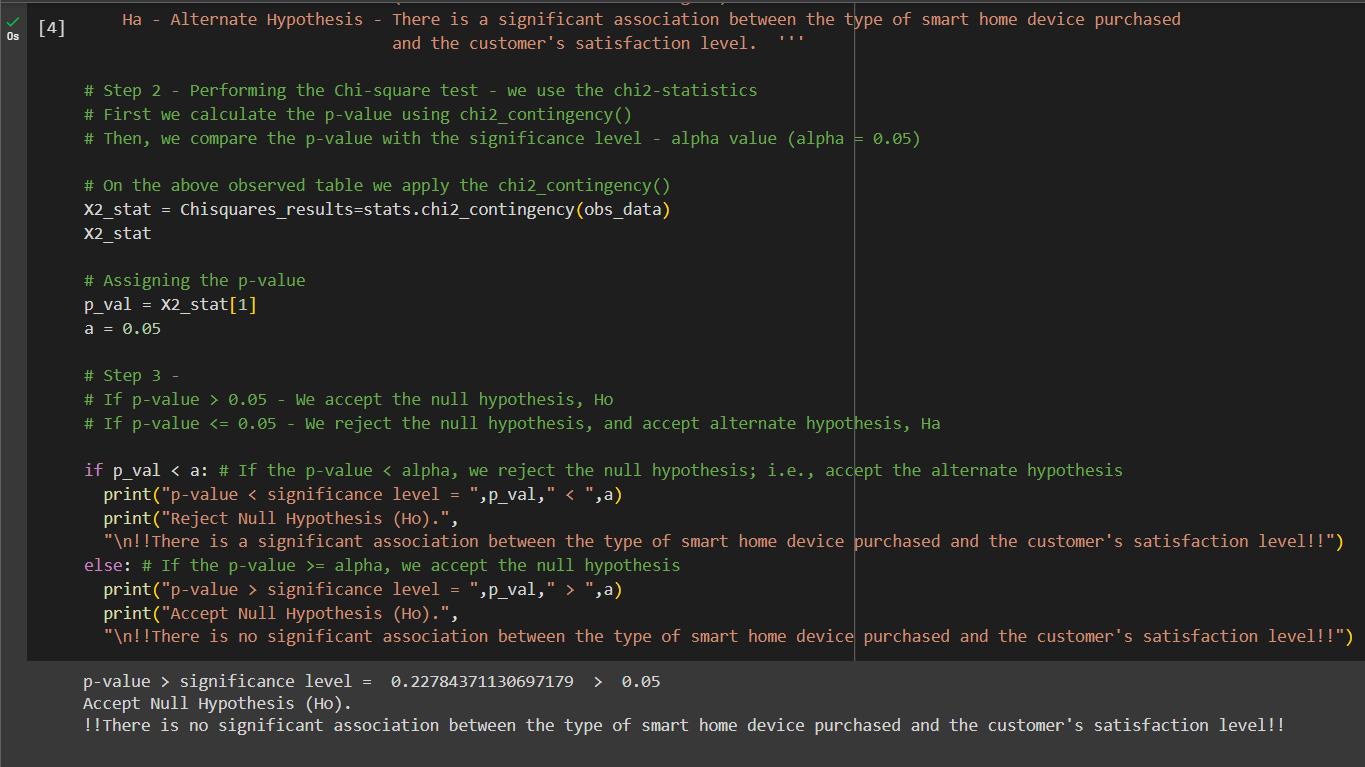 [4]
Ha - Alternate Hypothesis - There is a significant association between the type of smart home device purchased
0s
and the customer's satisfaction level.  '''
# Step 2 - Performing the Chi-square test - we use the chi2-statistics
# First we calculate the p-value using chi2_contingency()
# Then, we compare the p-value with the significance level - alpha value (alpha = 0.05)
# On the above observed table we apply the chi2_contingency()
X2_stat = Chisquares_results=stats.chi2_contingency(obs_data)
X2_stat
# Assigning the p-value
p_val = X2_stat[1]
a = 0.05
# Step 3 -
# If p-value > 0.05 - We accept the null hypothesis, Ho
# If p-value <= 0.05 - We reject the null hypothesis, and accept alternate hypothesis, Ha
if p_val < a: # If the p-value < alpha, we reject the null hypothesis; i.e., accept the alternate hypothesis
print("p-value < significance level = ",p_val," < ",a)
print("Reject Null Hypothesis (Ho).",
"\n!!There is a significant association between the type of smart home device purchased and the customer's satisfaction level!!")
else: # If the p-value >= alpha, we accept the null hypothesis
print("p-value > significance level = ",p_val," > ",a)
print("Accept Null Hypothesis (Ho).",
"\n!!There is no significant association between the type of smart home device purchased and the customer's satisfaction level!!")
p-value > significance level =  0.22784371130697179  >  0.05
Accept Null Hypothesis (Ho).
!!There is no significant association between the type of smart home device purchased and the customer's satisfaction level!!